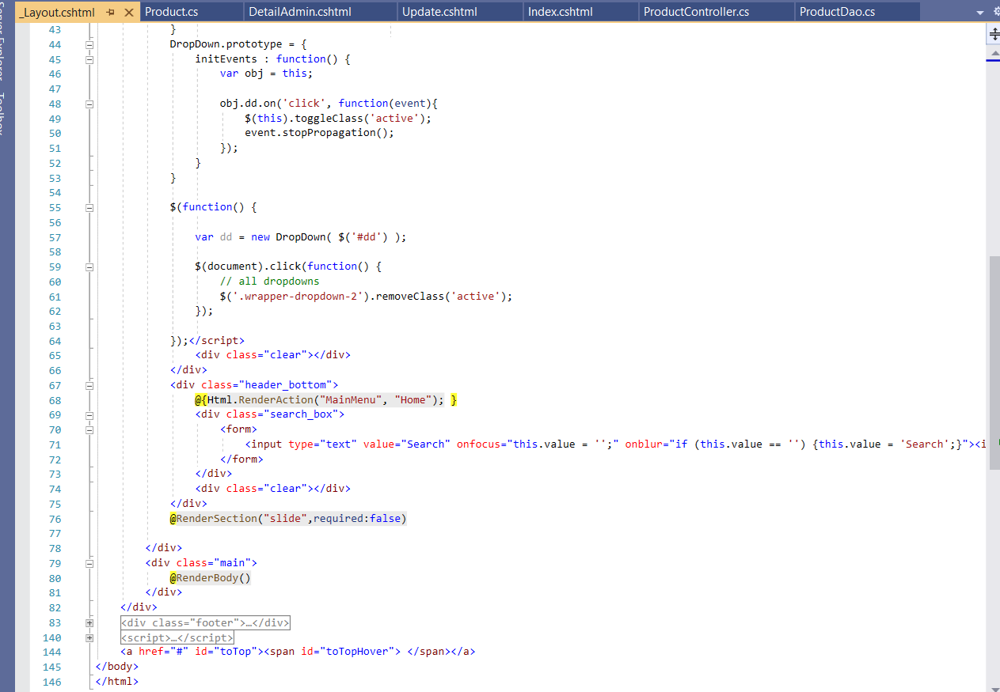 _Layout.cshtml
Product.cs
DetailAdmin.cshtml
Update.cshtml
Index.cshtml
ProductController.cs
ProductDao.cs
Server Explorer
Toolbox
43 }
44 DropDown.prototype = {
45 initEvents : function() {
46 var obj = this;
47
48 obj.dd.on('click', function(event){
49 $(this).toggleClass('active');
50 event.stopPropagation();
51 });
52 }
53 }
54
55 $(function() {
56
57 var dd = new DropDown( $('#dd') );
58
59 $(document).click(function() {
60 // all dropdowns
61 $('.wrapper-dropdown-2').removeClass('active');
62 });
63
64 });</script>
65 <div class="clear"></div>
66 </div>
67 <div class="header_bottom">
68 @{Html.RenderAction("MainMenu", "Home"); }
69 <div class="search_box">
70 <form>
71 <input type="text" value="Search" onfocus="this.value = '';" onblur="if (this.value == '') {this.value = 'Search';}"><i
72 </form>
73 </div>
74 <div class="clear"></div>
75 </div>
76 @RenderSection("slide",required:false)
77
78 </div>
79 <div class="main">
80 @RenderBody()
81 </div>
82 </div>
83 <div class="footer">…</div>
140 <script>…</script>
144 <a href="#" id="toTop"><span id="toTopHover"> </span></a>
145 </body>
146 </html>